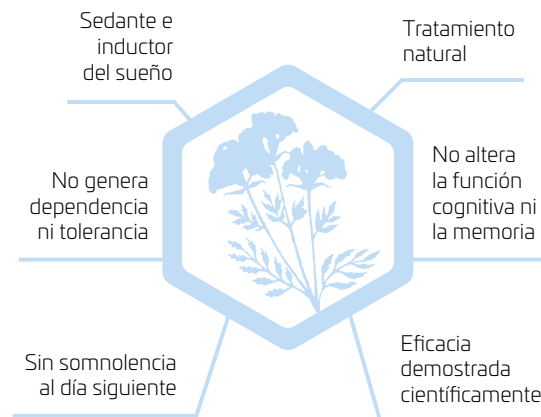 Sedante e
inductor
del sueño
Tratamiento
natural
No genera
dependencia
ni tolerancia
No altera
la función
cognitiva ni
la memoria
Sin somnolencia
al día siguiente
Eficacia
demostrada
científicamente